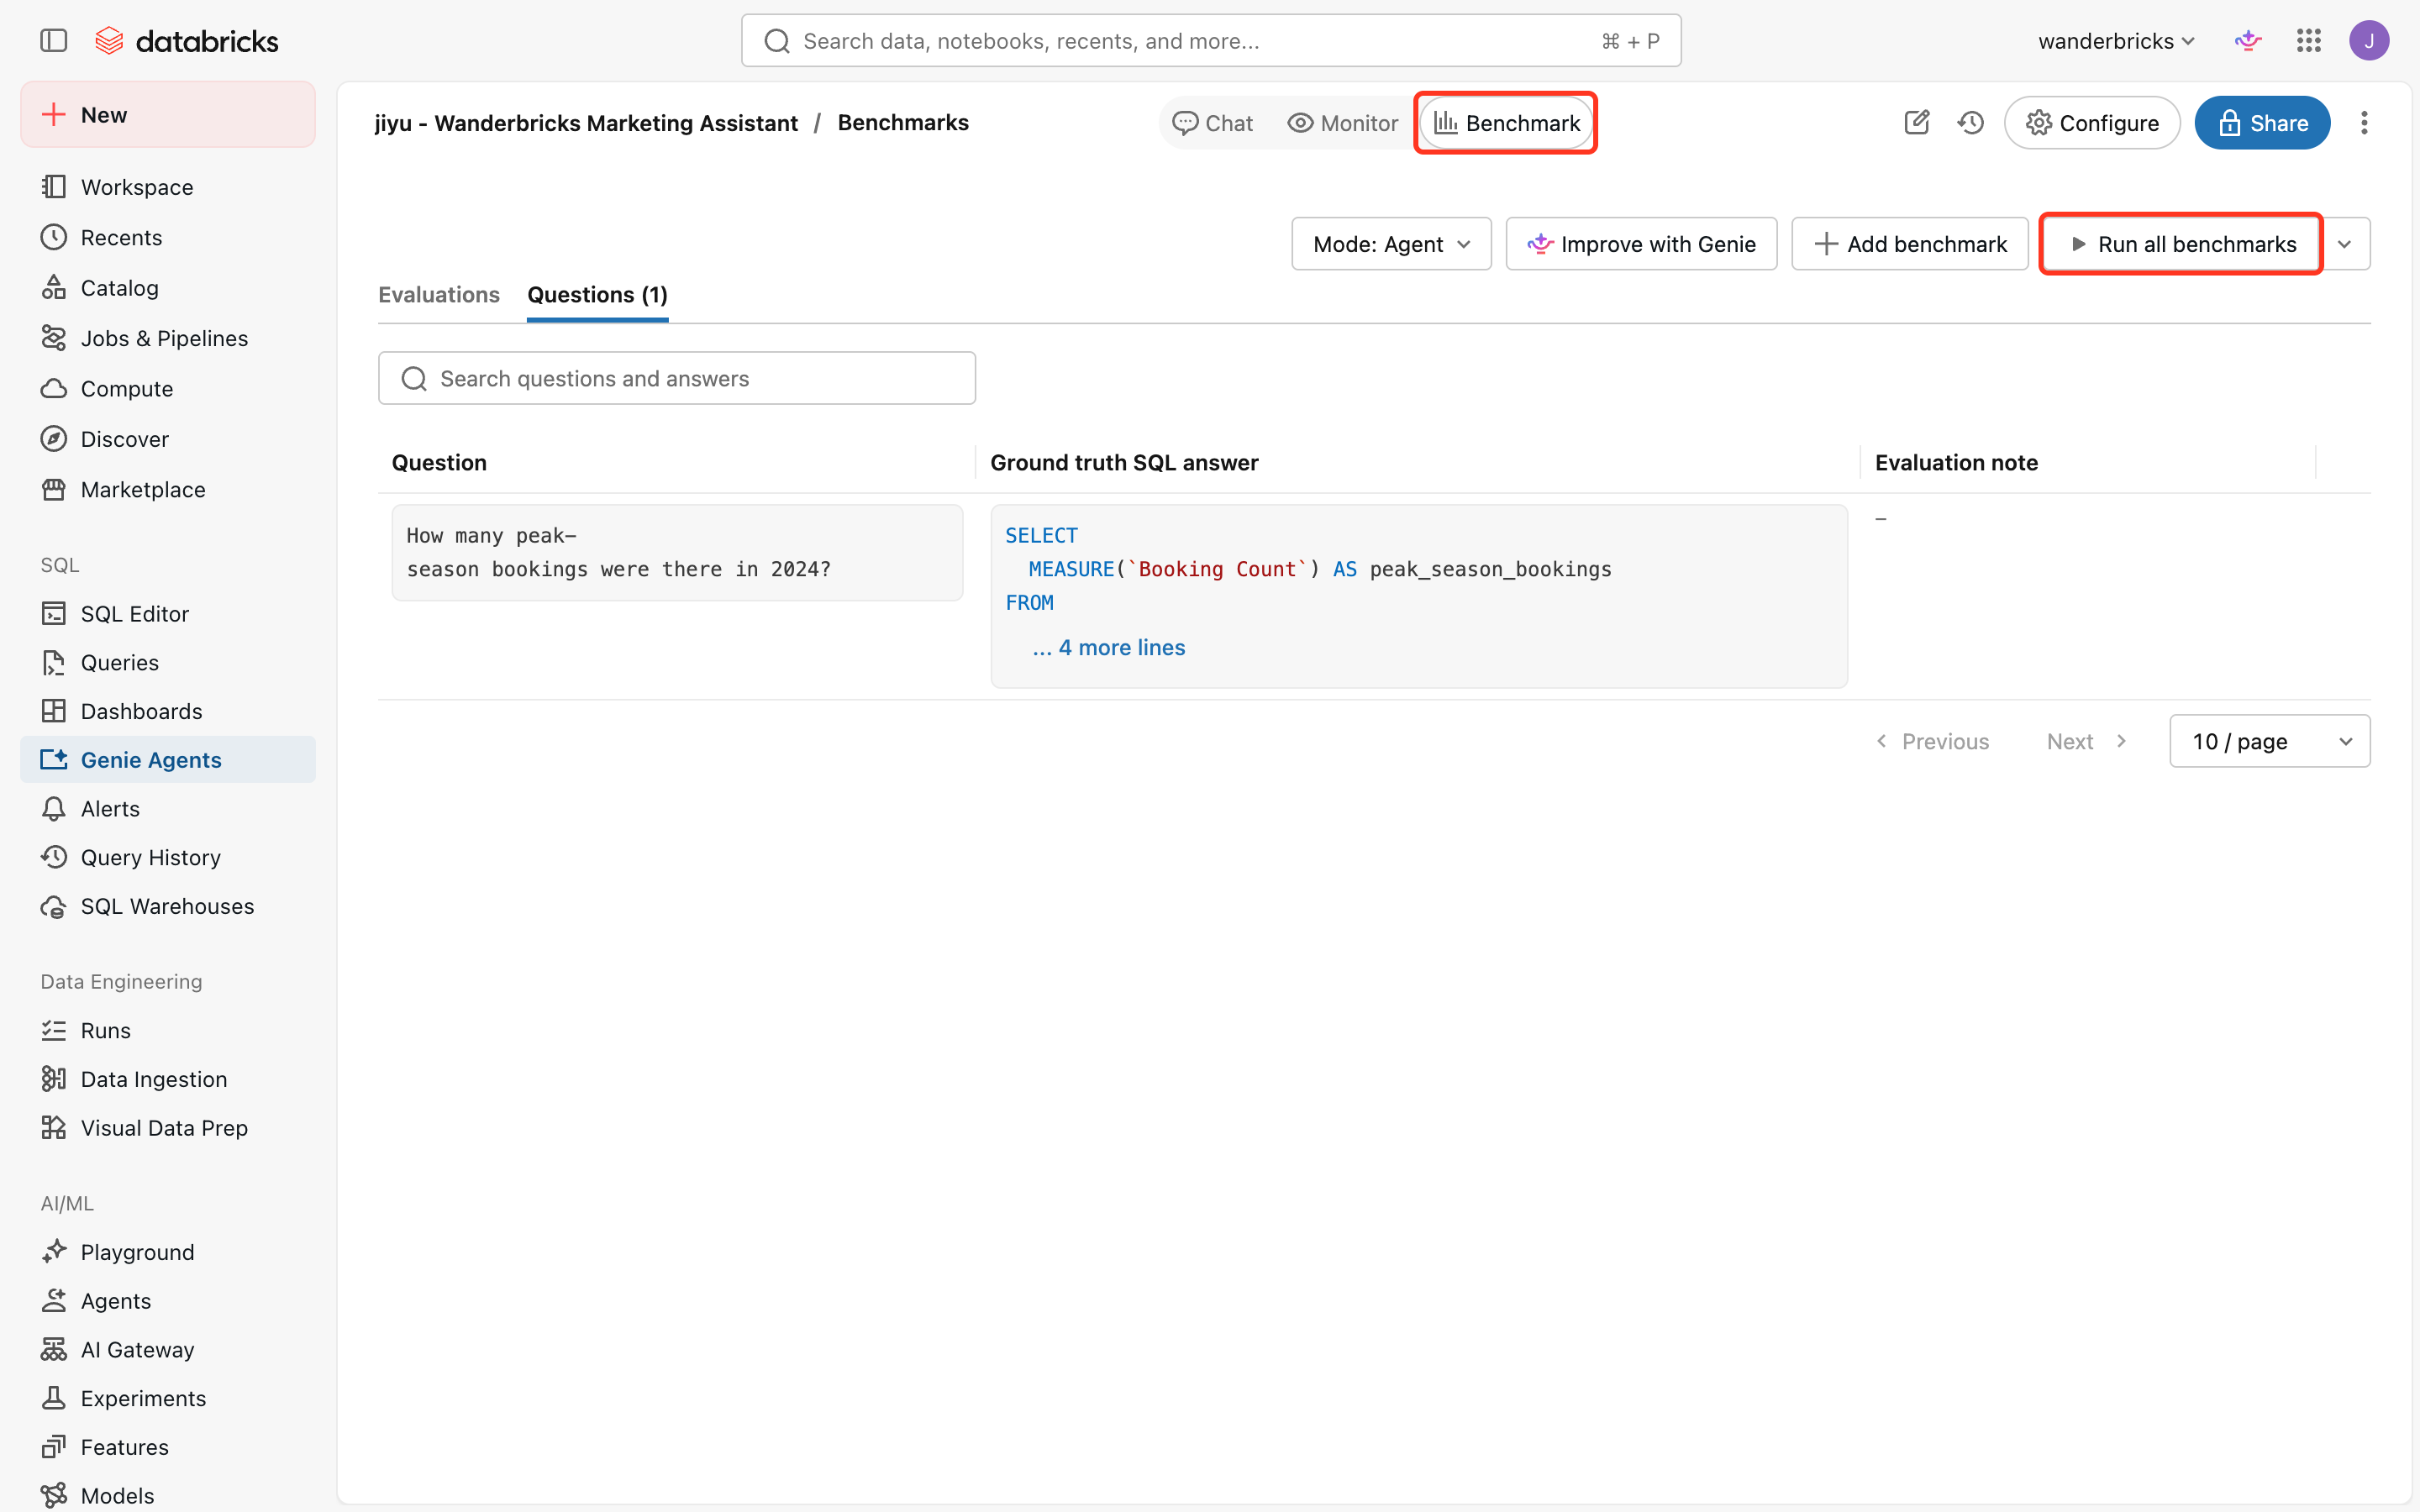 databricks
Search data, notebooks, recents, and more...
⌘ + P
wanderbricks
J
New
Workspace
Recents
Catalog
Jobs & Pipelines
Compute
Discover
Marketplace
SQL
SQL Editor
Queries
Dashboards
Genie Agents
Alerts
Query History
SQL Warehouses
Data Engineering
Runs
Data Ingestion
Visual Data Prep
AI/ML
Playground
Agents
AI Gateway
Experiments
Features
Models
jiyu - Wanderbricks Marketing Assistant / Benchmarks
Chat
Monitor
Benchmark
Configure
Share
Mode: Agent
Improve with Genie
Add benchmark
Run all benchmarks
Evaluations
Questions (1)
Search questions and answers
Question
Ground truth SQL answer
Evaluation note
How many peak-
season bookings were there in 2024?
SELECT
MEASURE(`Booking Count`) AS peak_season_bookings
FROM
... 4 more lines
–
Previous
Next
10 / page